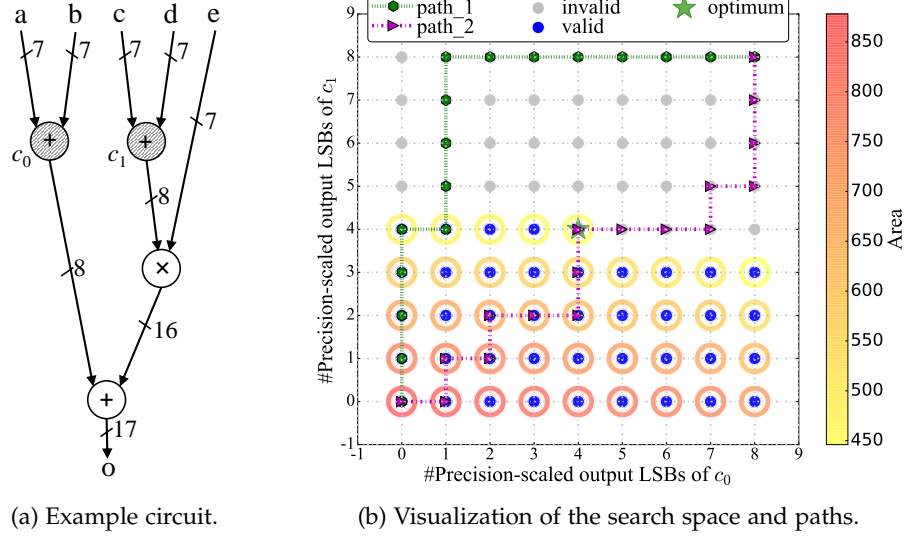 a b c d e
7 7 7 7 7
+ +
c0 c1
8
8 ×
16
+
17
o
(a) Example circuit.
path_1 invalid optimum
path_2 valid
#Precision-scaled output LSBs of c1
9
8
7
6
5
4
3
2
1
0
-1
-1 0 1 2 3 4 5 6 7 8 9
#Precision-scaled output LSBs of c0
850
800
750
700
650
600
550
500
450
Area
(b) Visualization of the search space and paths.